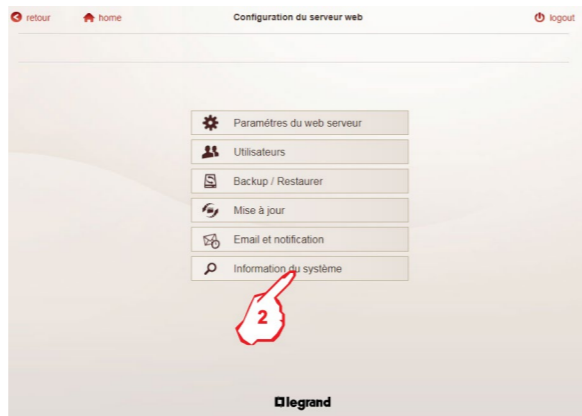 retour home Configuration du serveur web logout
Paramétres du web serveur
Utilisateurs
Backup / Restaurer
Mise à jour
Email et notification
Information du système
2
legrand